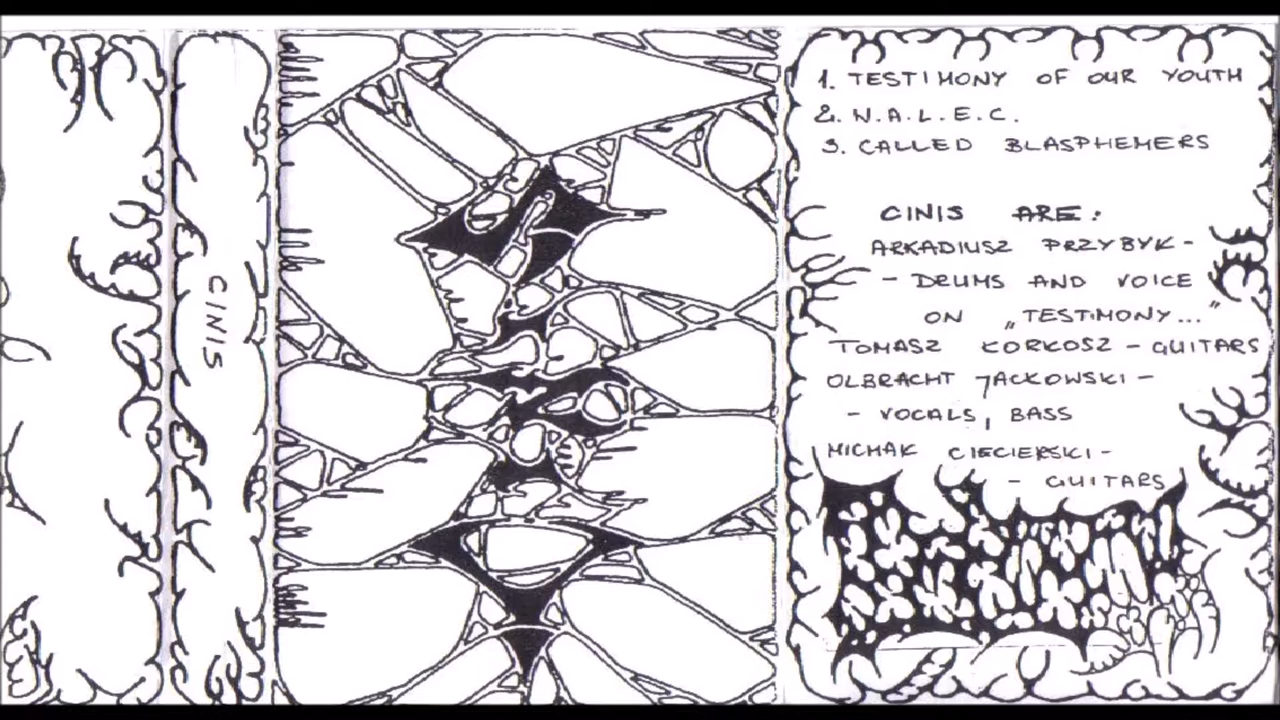 CINIS
1. TESTIMONY OF OUR YOUTH
2. N.A.L.E.C.
3. CALLED BLASPHEMERS
CINIS ARE:
ARKADIUSZ PRZYBYK -
- DRUMS AND VOICE
ON „TESTIMONY..."
TOMASZ KORKOSZ - GUITARS
OLBRACHT JACKOWSKI -
- VOCALS, BASS
MICHAK CIECIERSKI -
- GUITARS